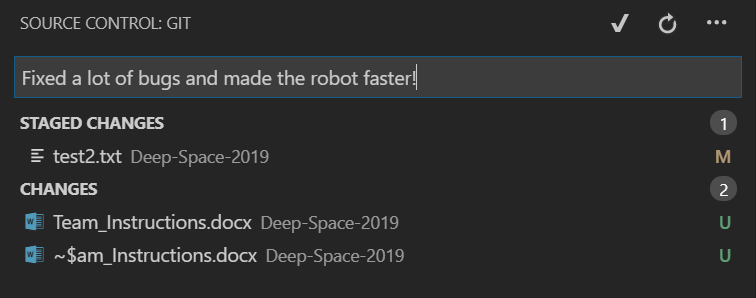 SOURCE CONTROL: GIT
Fixed a lot of bugs and made the robot faster!
STAGED CHANGES 1
test2.txt Deep-Space-2019 M
CHANGES 2
Team_Instructions.docx Deep-Space-2019 U
~$am_Instructions.docx Deep-Space-2019 U